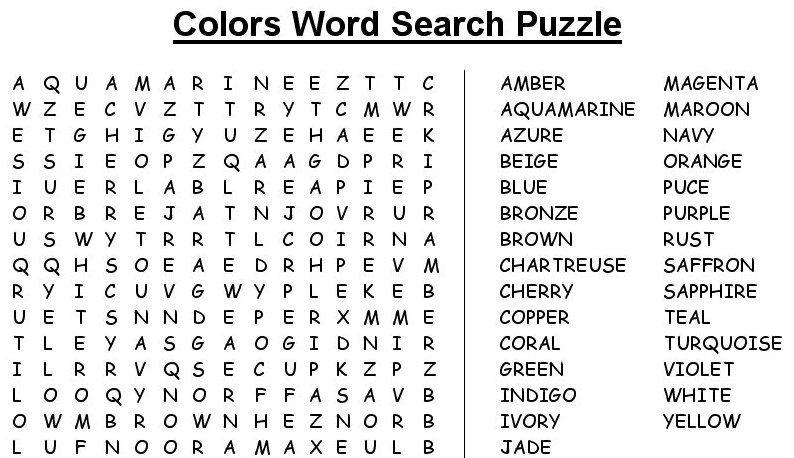 Colors Word Search Puzzle
A Q U A M A R I N E E Z T T C AMBER MAGENTA
W Z E C V Z T T R Y T C M W R AQUAMARINE MAROON
E T G H I G Y U Z E H A E E K AZURE NAVY
S S I E O P Z Q A A G D P R I BEIGE ORANGE
I U E R L A B L R E A P I E P BLUE PUCE
O R B R E J A T N J O V R U R BRONZE PURPLE
U S W Y T R R T L C O I R N A BROWN RUST
Q Q H S O E A E D R H P E V M CHARTREUSE SAFFRON
R Y I C U V G W Y P L E K E B CHERRY SAPPHIRE
U E T S N N D E P E R X M M E COPPER TEAL
T L E Y A S G A O G I D N I R CORAL TURQUOISE
I L R R V Q S E C U P K Z P Z GREEN VIOLET
L O O Q Y N O R F F A S A V B INDIGO WHITE
O W M B R O W N H E Z N O R B IVORY YELLOW
L U F N O O R A M A X E U L B JADE